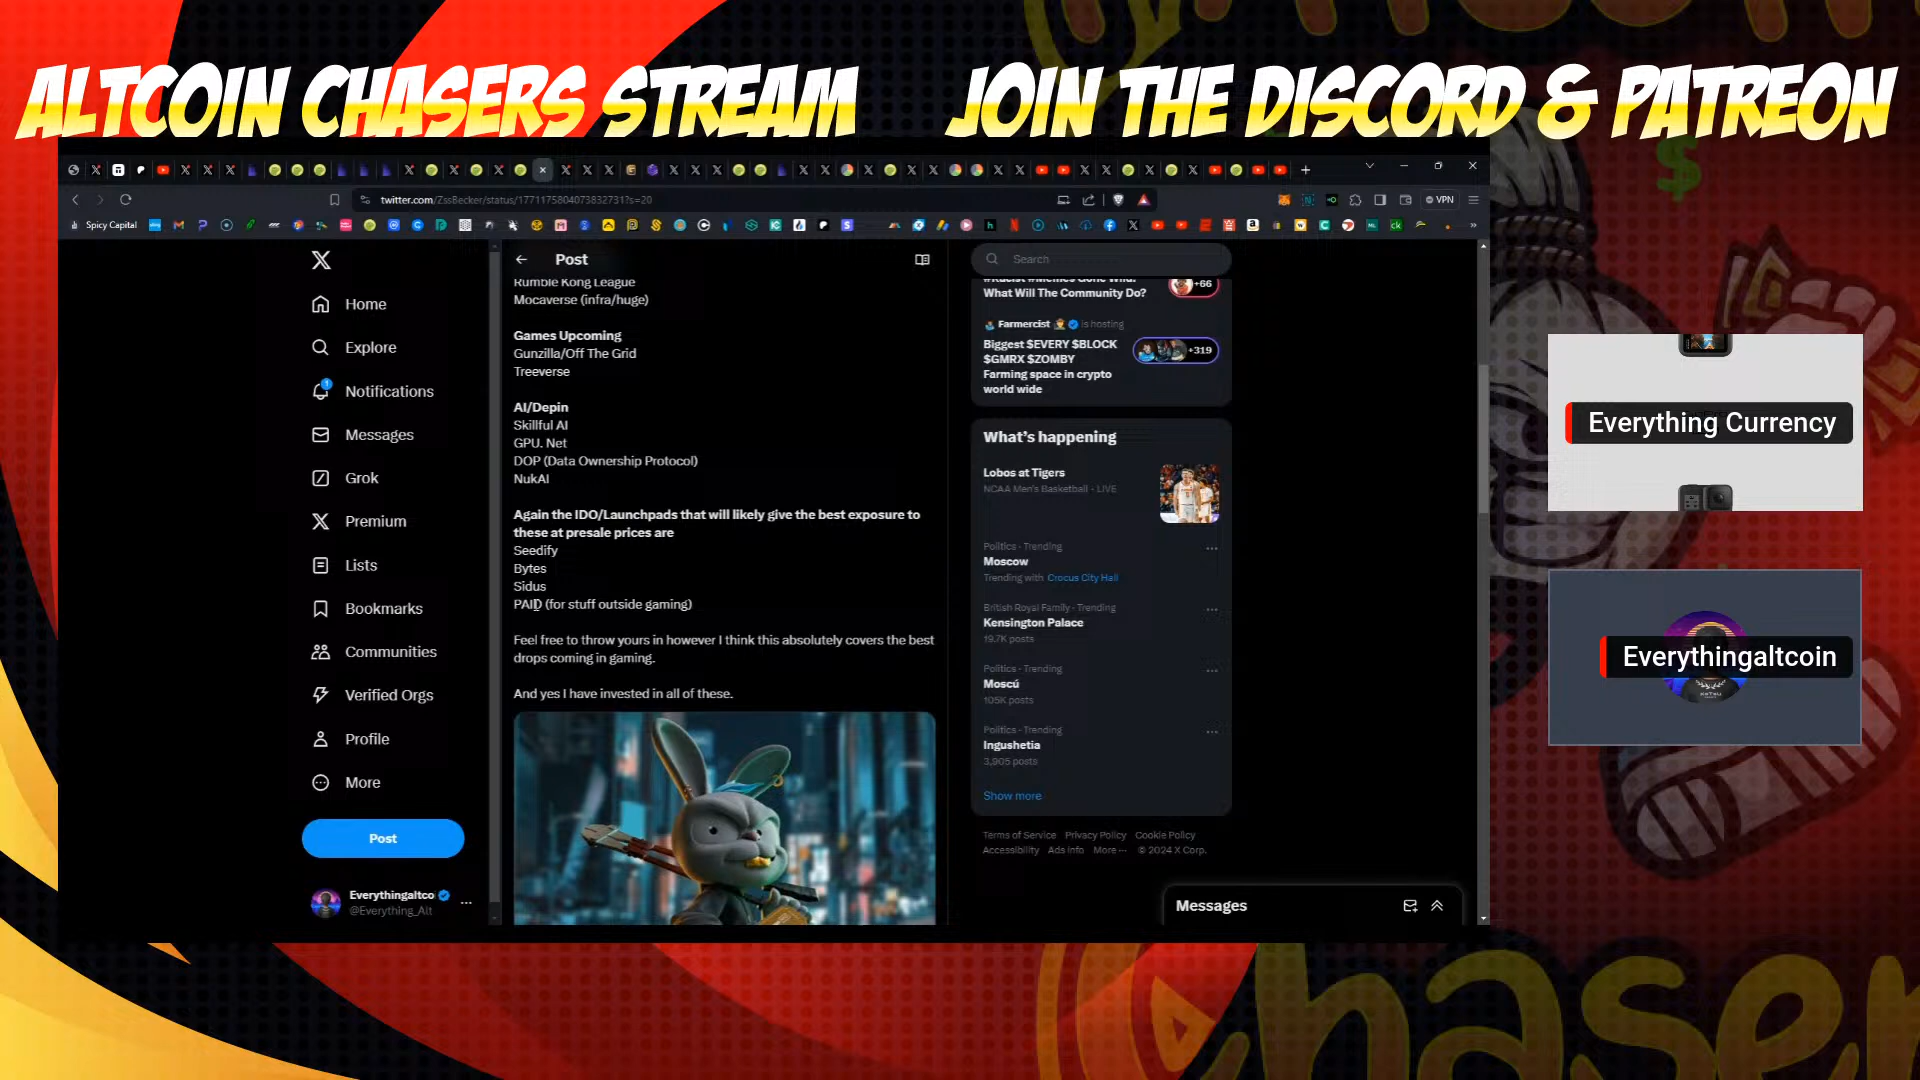 ALTCOIN CHASERS STREAM
JOIN THE DISCORD & PATREON
twitter.com/ZssBecker/status/1771175804073832731?s=20
VPN
Spicy Capital
Home
Explore
Notifications
Messages
Grok
Premium
Lists
Bookmarks
Communities
Verified Orgs
Profile
More
Post
Everythingaltco
@Everything_Alt
Post
Rumble Kong League
Mocaverse (infra/huge)
Games Upcoming
Gunzilla/Off The Grid
Treeverse
AI/Depin
Skillful AI
GPU. Net
DOP (Data Ownership Protocol)
NukAI
Again the IDO/Launchpads that will likely give the best exposure to
these at presale prices are
Seedify
Bytes
Sidus
PAID (for stuff outside gaming)
Feel free to throw yours in however I think this absolutely covers the best
drops coming in gaming.
And yes I have invested in all of these.
Search
What Will The Community Do?
+66
Farmercist is hosting
Biggest $EVERY $BLOCK
$GMRX $ZOMBY
Farming space in crypto
world wide
+319
What's happening
Lobos at Tigers
NCAA Men's Basketball · LIVE
Politics · Trending
Moscow
Trending with Crocus City Hall
British Royal Family · Trending
Kensington Palace
19.7K posts
Politics · Trending
Moscú
105K posts
Politics · Trending
Ingushetia
3,905 posts
Show more
Terms of Service Privacy Policy Cookie Policy
Accessibility Ads info More ··· © 2024 X Corp.
Messages
Everything Currency
Everythingaltcoin